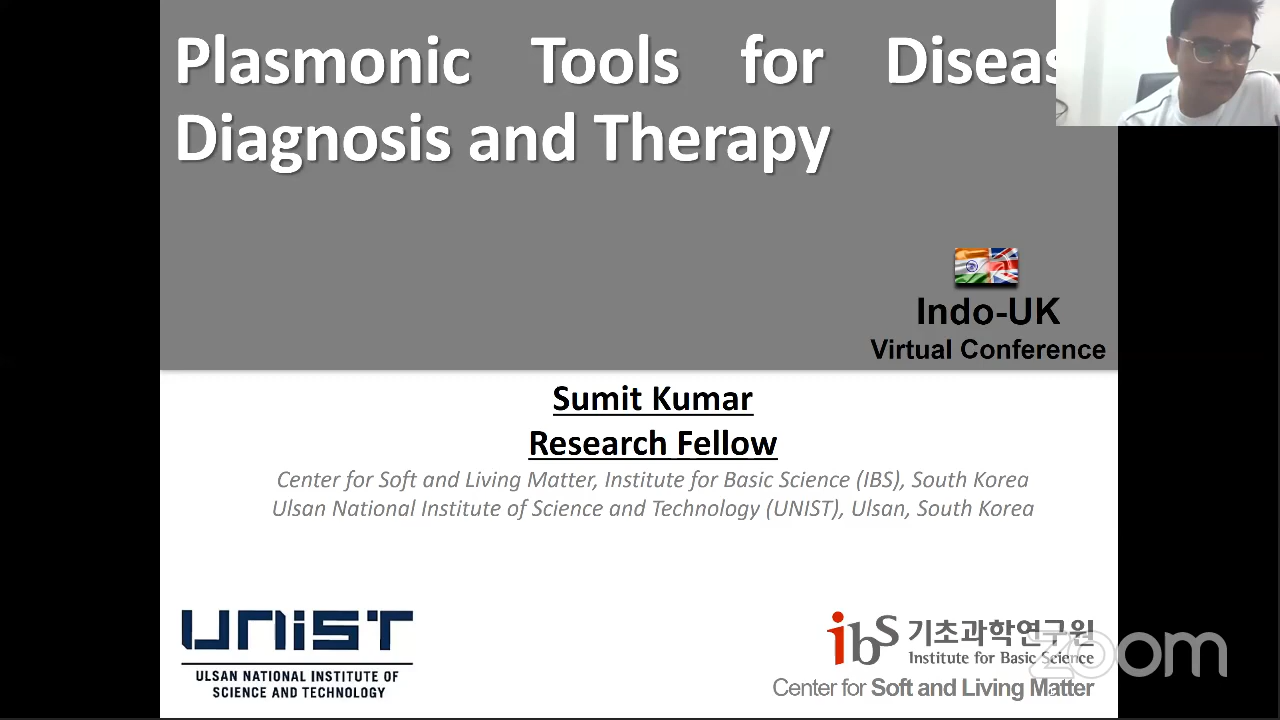 Plasmonic Tools for Diseas
Diagnosis and Therapy
Indo-UK
Virtual Conference
Sumit Kumar
Research Fellow
Center for Soft and Living Matter, Institute for Basic Science (IBS), South Korea
Ulsan National Institute of Science and Technology (UNIST), Ulsan, South Korea
UNIST
ULSAN NATIONAL INSTITUTE OF
SCIENCE AND TECHNOLOGY
ibS 기초과학연구원
Institute for Basic Science
Center for Soft and Living Matter
zoom